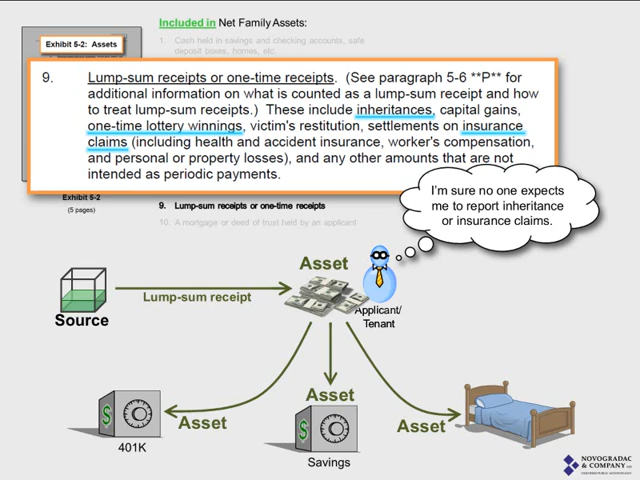 Included in Net Family Assets:
1. Cash held in savings and checking accounts, safe
deposit boxes, homes, etc.
Exhibit 5-2: Assets
9. Lump-sum receipts or one-time receipts. (See paragraph 5-6 **P** for
additional information on what is counted as a lump-sum receipt and how
to treat lump-sum receipts.) These include inheritances, capital gains,
one-time lottery winnings, victim's restitution, settlements on insurance
claims (including health and accident insurance, worker's compensation,
and personal or property losses), and any other amounts that are not
intended as periodic payments.
Exhibit 5-2
(5 pages)
9. Lump-sum receipts or one-time receipts
10. A mortgage or deed of trust held by an applicant
I'm sure no one expects
me to report inheritance
or insurance claims.
Asset
Lump-sum receipt
Source
Applicant/
Tenant
Asset
Asset
Asset
$
401K
$
Savings
NOVOGRADAC
& COMPANY LLP
CERTIFIED PUBLIC ACCOUNTANTS